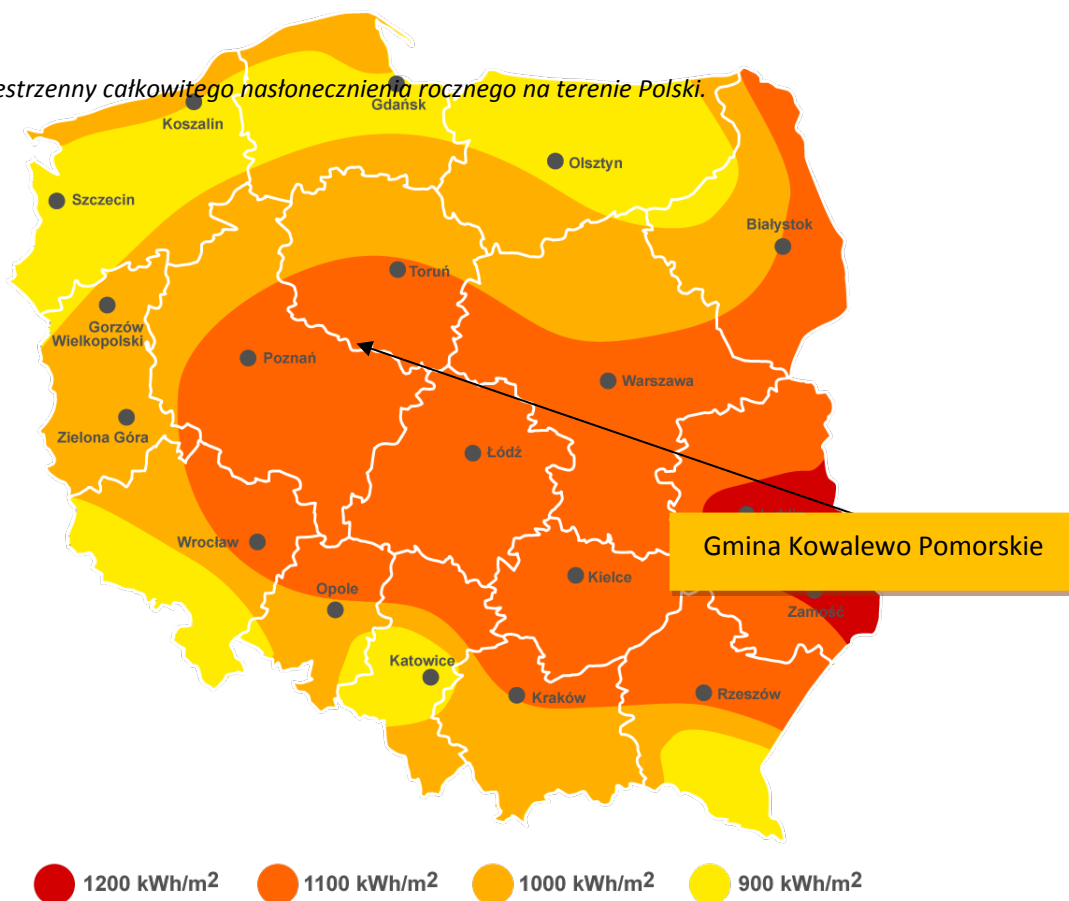 estrzenny całkowitego nasłonecznienia rocznego na terenie Polski.
Gdańsk
Koszalin
Olsztyn
Szczecin
Białystok
Toruń
Gorzów
Wielkopolski
Poznań
Warszawa
Zielona Góra
Łódź
Wrocław
Gmina Kowalewo Pomorskie
Kielce
Opole
Zamość
Katowice
Kraków
Rzeszów
1200 kWh/m2
1100 kWh/m2
1000 kWh/m2
900 kWh/m2